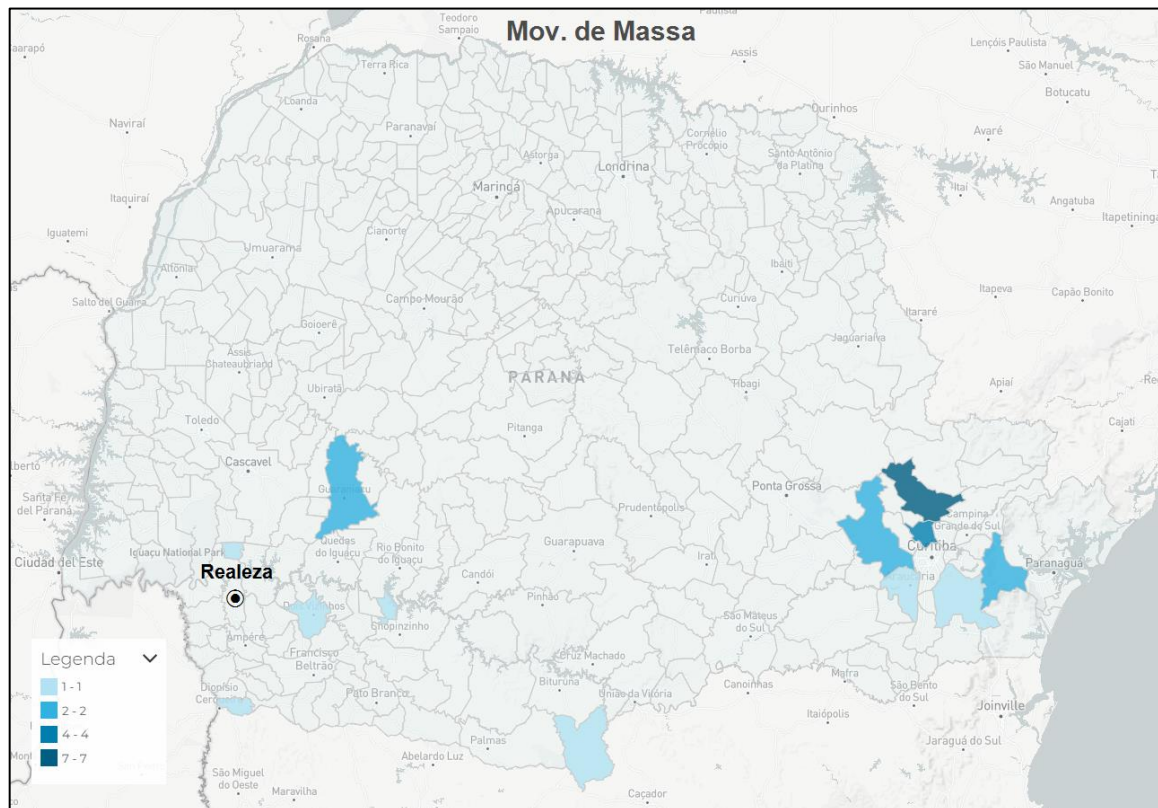 Mov. de Massa
Caarapó
Teodoro
Sampaio
Paulista
Rosana
Assis
Lençóis Paulista
São Manuel
Terra Rica
Botucatu
Ourinhos
Naviraí
Loanda
Paranavaí
Cornélio
Procópio
Avaré
Astorga
Londrina
Santo Antônio
da Platina
Maringá
Itaí
Itaquiraí
Apucarana
Angatuba
Itapetininga
Iguatemi
Cianorte
Umuarama
Ibaiti
Altônia
Itapeva
Capão Bonito
Salto del Guairá
Campo Mourão
Curiúva
Itararé
Goioerê
Jaguariaíva
Telêmaco Borba
Assis
Chateaubriand
PARANÁ
Tibagi
Apiaí
Ubiratã
Cajati
Toledo
Pitanga
Cascavel
Ponta Grossa
Guaraniaçu
Santa Fe
del Paraná
Prudentópolis
Campina
Grande do Sul
Quedas
do Iguaçu
Guarapuava
Curitiba
Iguaçu National Park
Rio Bonito
do Iguaçu
Irati
Ciudad del Este
Paranaguá
Realeza
Candói
Araucária
Pinhão
Dois Vizinhos
São Mateus
do Sul
Chopinzinho
Ampére
Francisco
Beltrão
Cruz Machado
Legenda
1 - 1
2 - 2
4 - 4
7 - 7
Dionísio
Cerqueira
Pato Branco
Bituruna
União da Vitória
Canoinhas
Mafra
São Bento
do Sul
Joinville
Itaiópolis
Palmas
Abelardo Luz
Jaraguá do Sul
São Miguel
do Oeste
Maravilha
Caçador